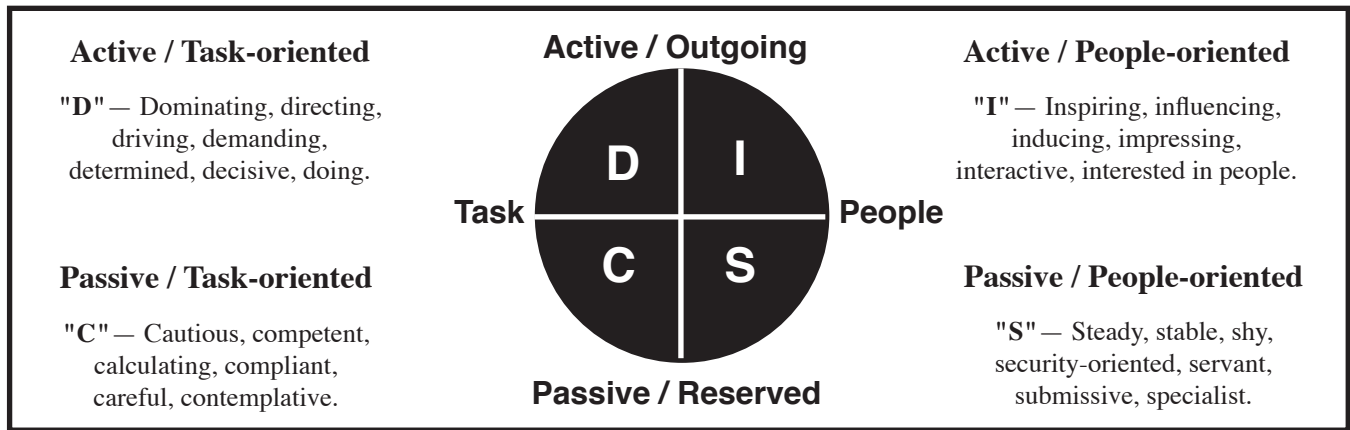 Active / Task-oriented
"D"— Dominating, directing,
driving, demanding,
determined, decisive, doing.
Passive / Task-oriented
"C"— Cautious, competent,
calculating, compliant,
careful, contemplative.
Active / Outgoing
D
I
Task
People
C
S
Passive / Reserved
Active / People-oriented
"I"— Inspiring, influencing,
inducing, impressing,
interactive, interested in people.
Passive / People-oriented
"S"— Steady, stable, shy,
security-oriented, servant,
submissive, specialist.